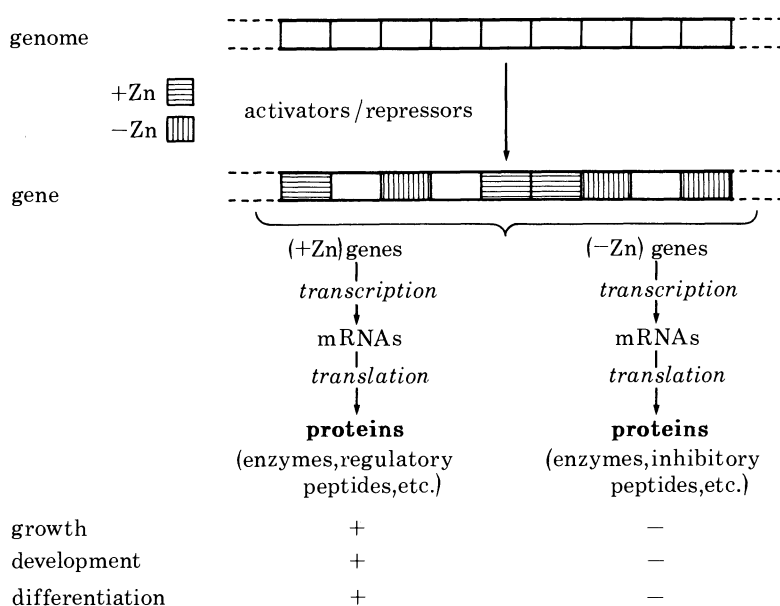 genome
+Zn
activators/repressors
−Zn
gene
(+Zn) genes (−Zn) genes
transcription transcription
mRNAs mRNAs
translation translation
proteins proteins
(enzymes, regulatory (enzymes, inhibitory
peptides, etc.) peptides, etc.)
growth + −
development + −
differentiation + −